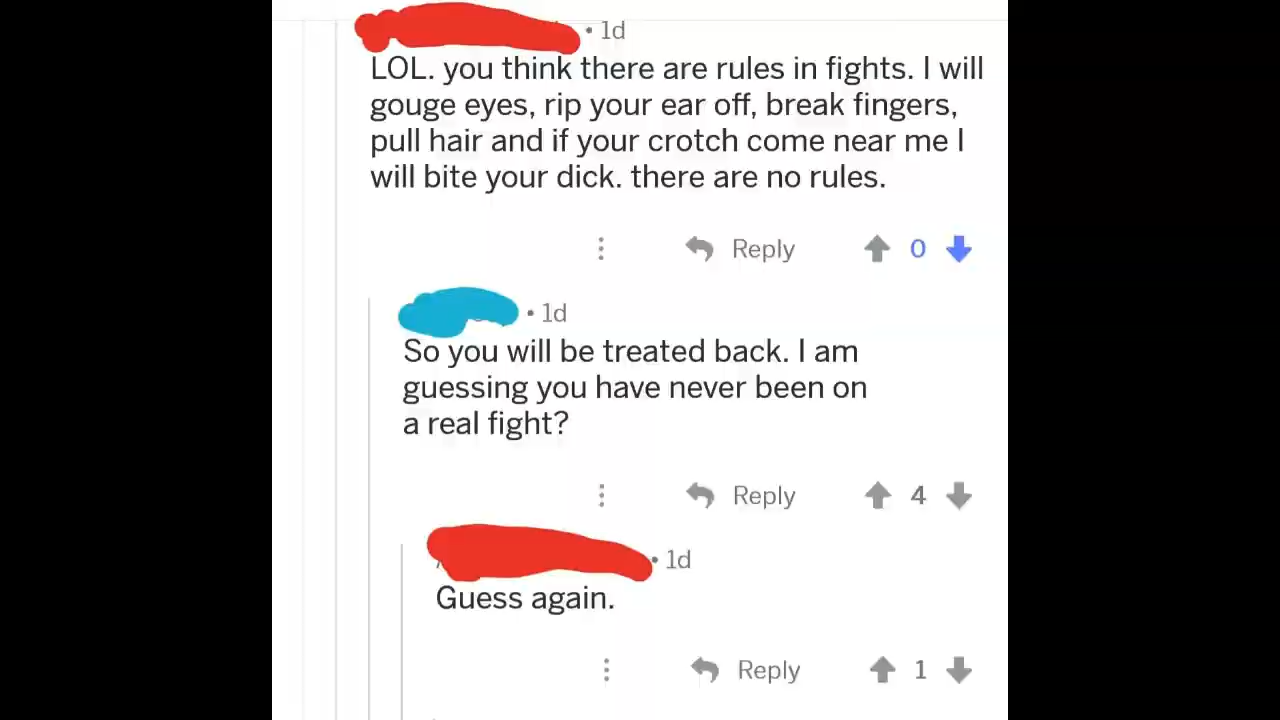 • 1d
LOL. you think there are rules in fights. I will
gouge eyes, rip your ear off, break fingers,
pull hair and if your crotch come near me I
will bite your dick. there are no rules.
Reply 0
• 1d
So you will be treated back. I am
guessing you have never been on
a real fight?
Reply 4
• 1d
Guess again.
Reply 1